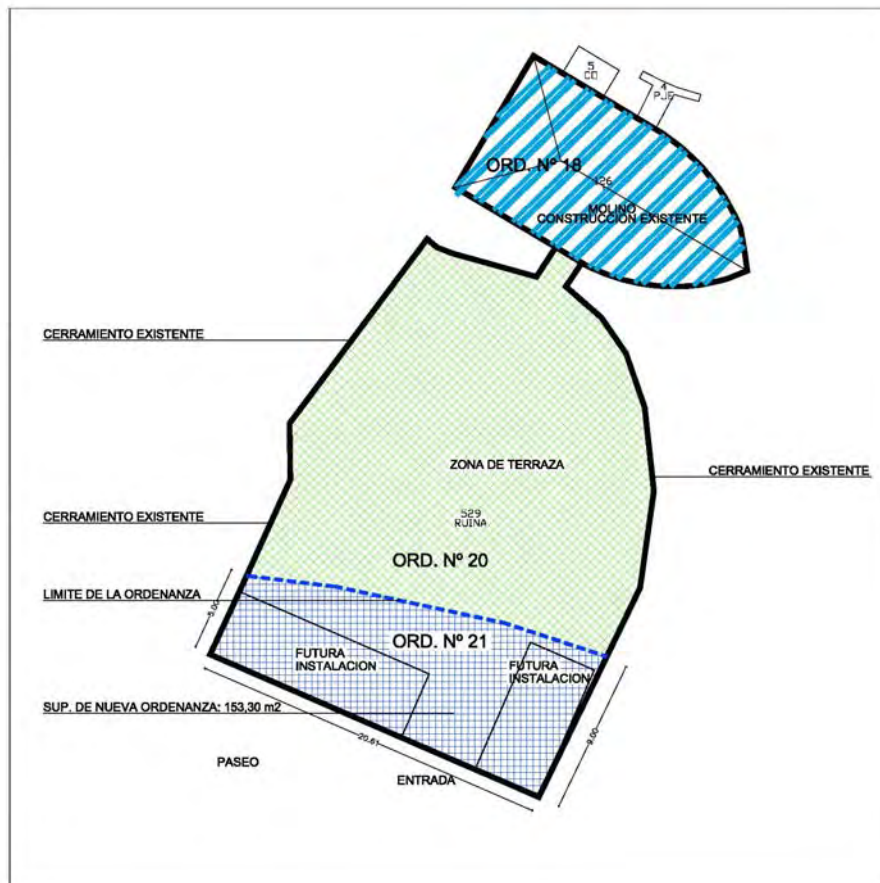 5
CO
4
PJE
ORD. Nº 18
126
MOLINO
CONSTRUCCION EXISTENTE
CERRAMIENTO EXISTENTE
ZONA DE TERRAZA
CERRAMIENTO EXISTENTE
529
RUINA
CERRAMIENTO EXISTENTE
ORD. Nº 20
LIMITE DE LA ORDENANZA
5.00
ORD. Nº 21
FUTURA
INSTALACION
FUTURA
INSTALACION
SUP. DE NUEVA ORDENANZA: 153,30 m2
20.61
9.00
PASEO
ENTRADA